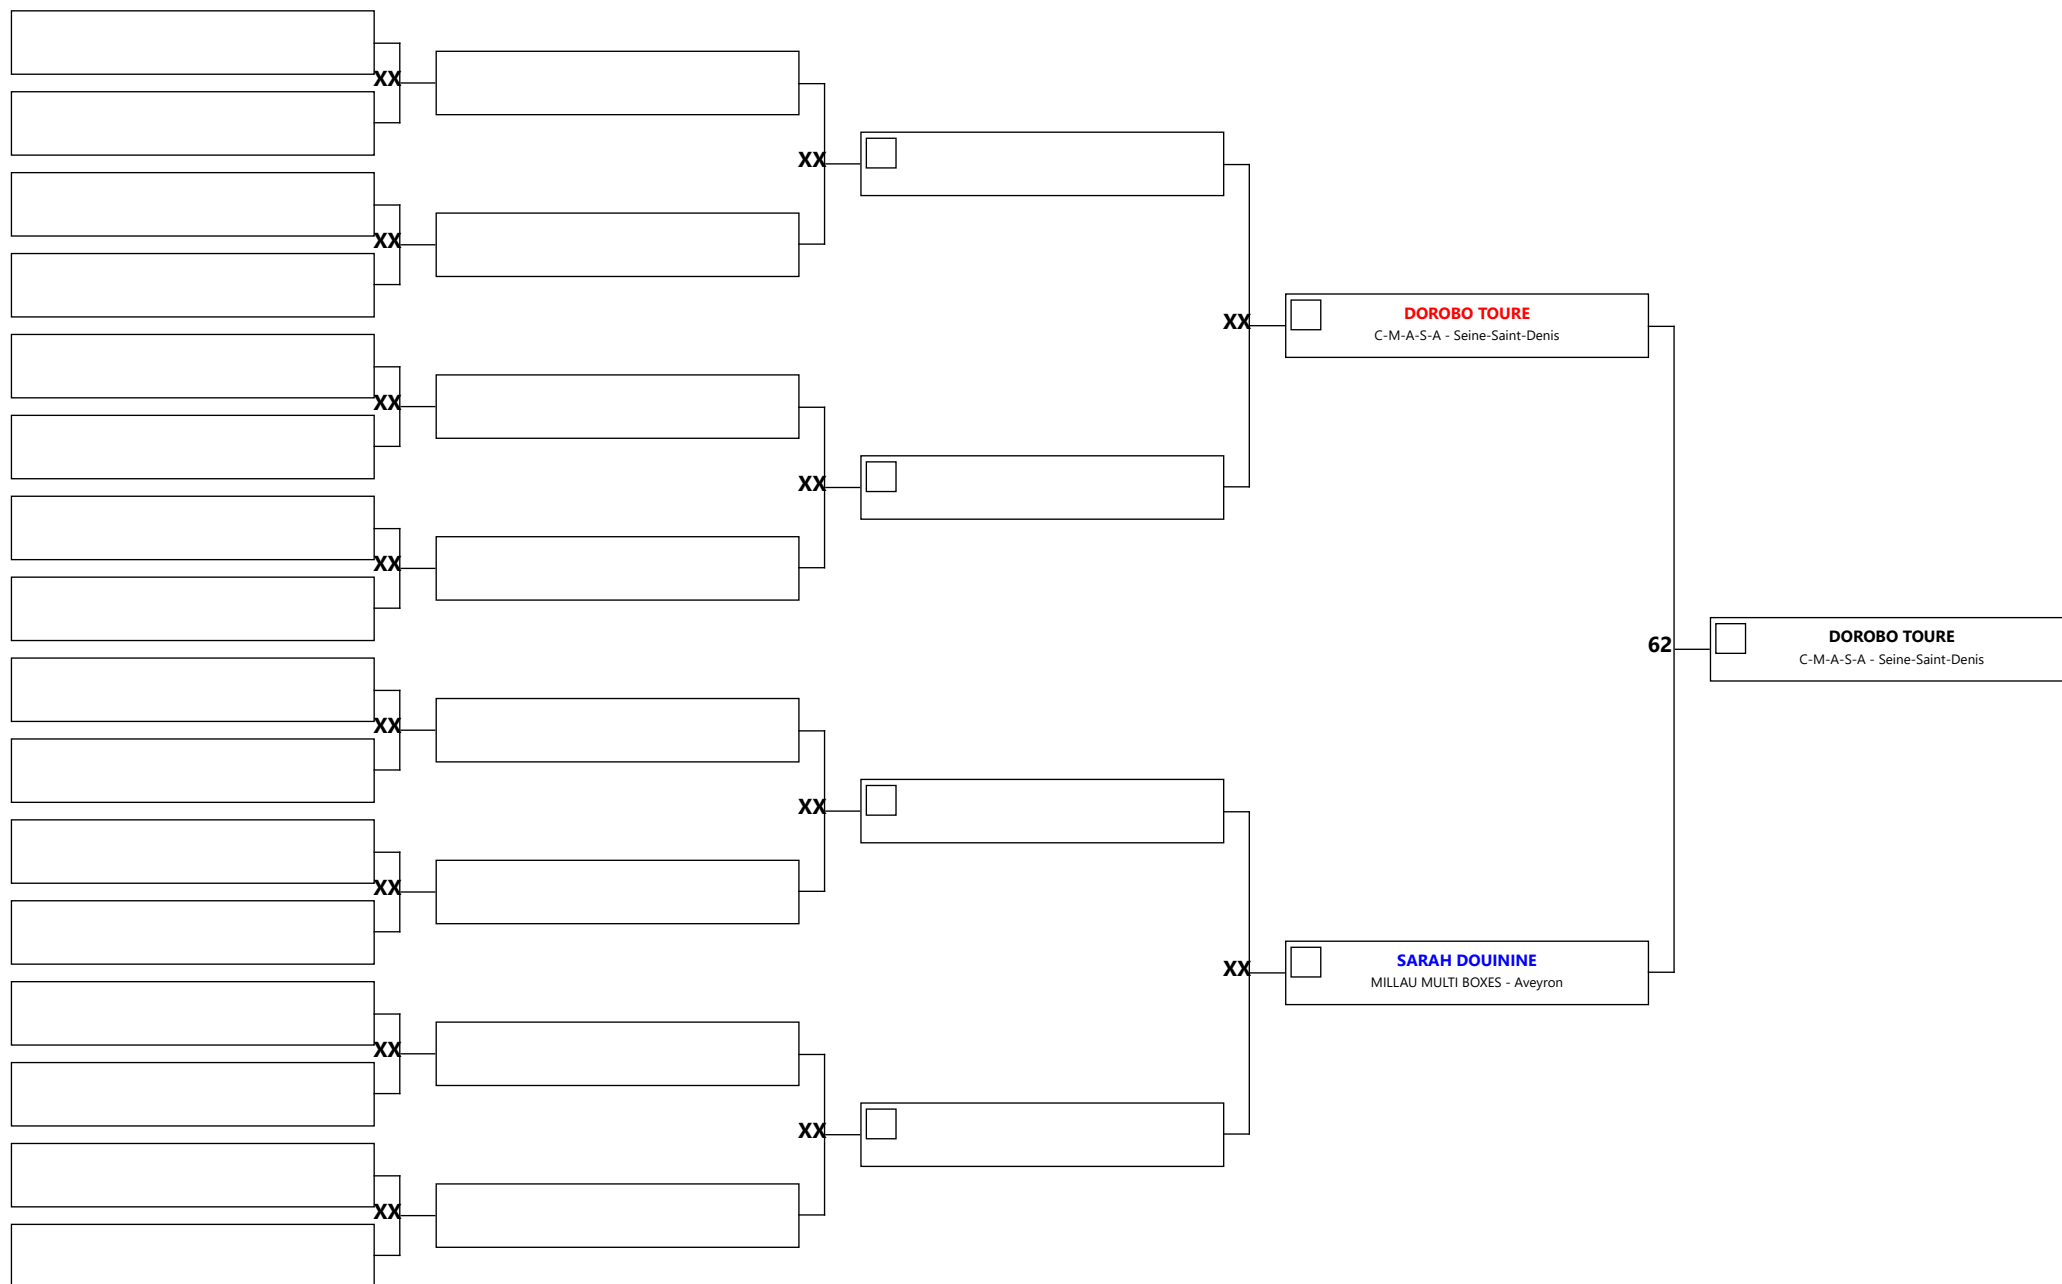 XX
XX
XX
XX
XX
XX
XX
XX
XX
XX
XX
XX
XX
DOROBO TOURE
C-M-A-S-A - Seine-Saint-Denis
XX
SARAH DOUININE
MILLAU MULTI BOXES - Aveyron
62
DOROBO TOURE
C-M-A-S-A - Seine-Saint-Denis